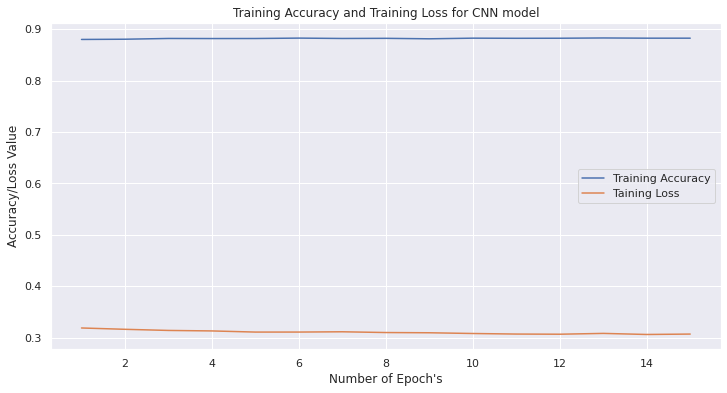 Training Accuracy and Training Loss for CNN model
0.9
0.8
0.7
0.6
0.5
0.4
0.3
Accuracy/Loss Value
Training Accuracy
Taining Loss
2 4 6 8 10 12 14
Number of Epoch's